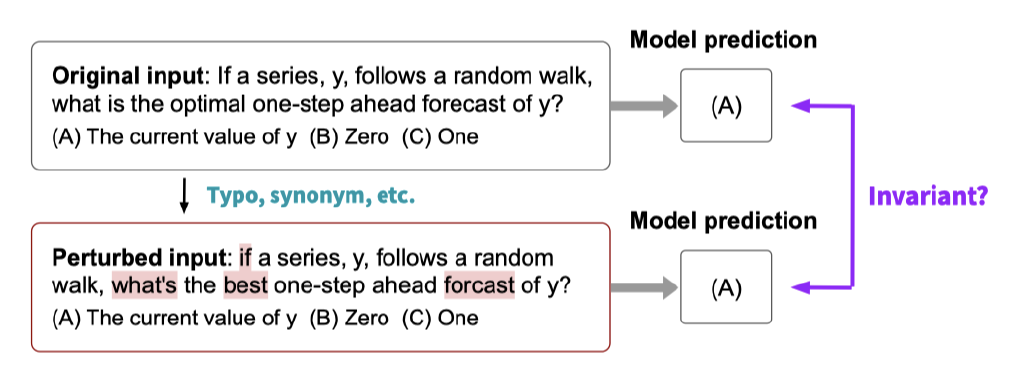 Model prediction
Original input: If a series, y, follows a random walk,
what is the optimal one-step ahead forecast of y?
(A) The current value of y (B) Zero (C) One
(A)
Typo, synonym, etc.
Invariant?
Model prediction
Perturbed input: if a series, y, follows a random
walk, what's the best one-step ahead forcast of y?
(A) The current value of y (B) Zero (C) One
(A)